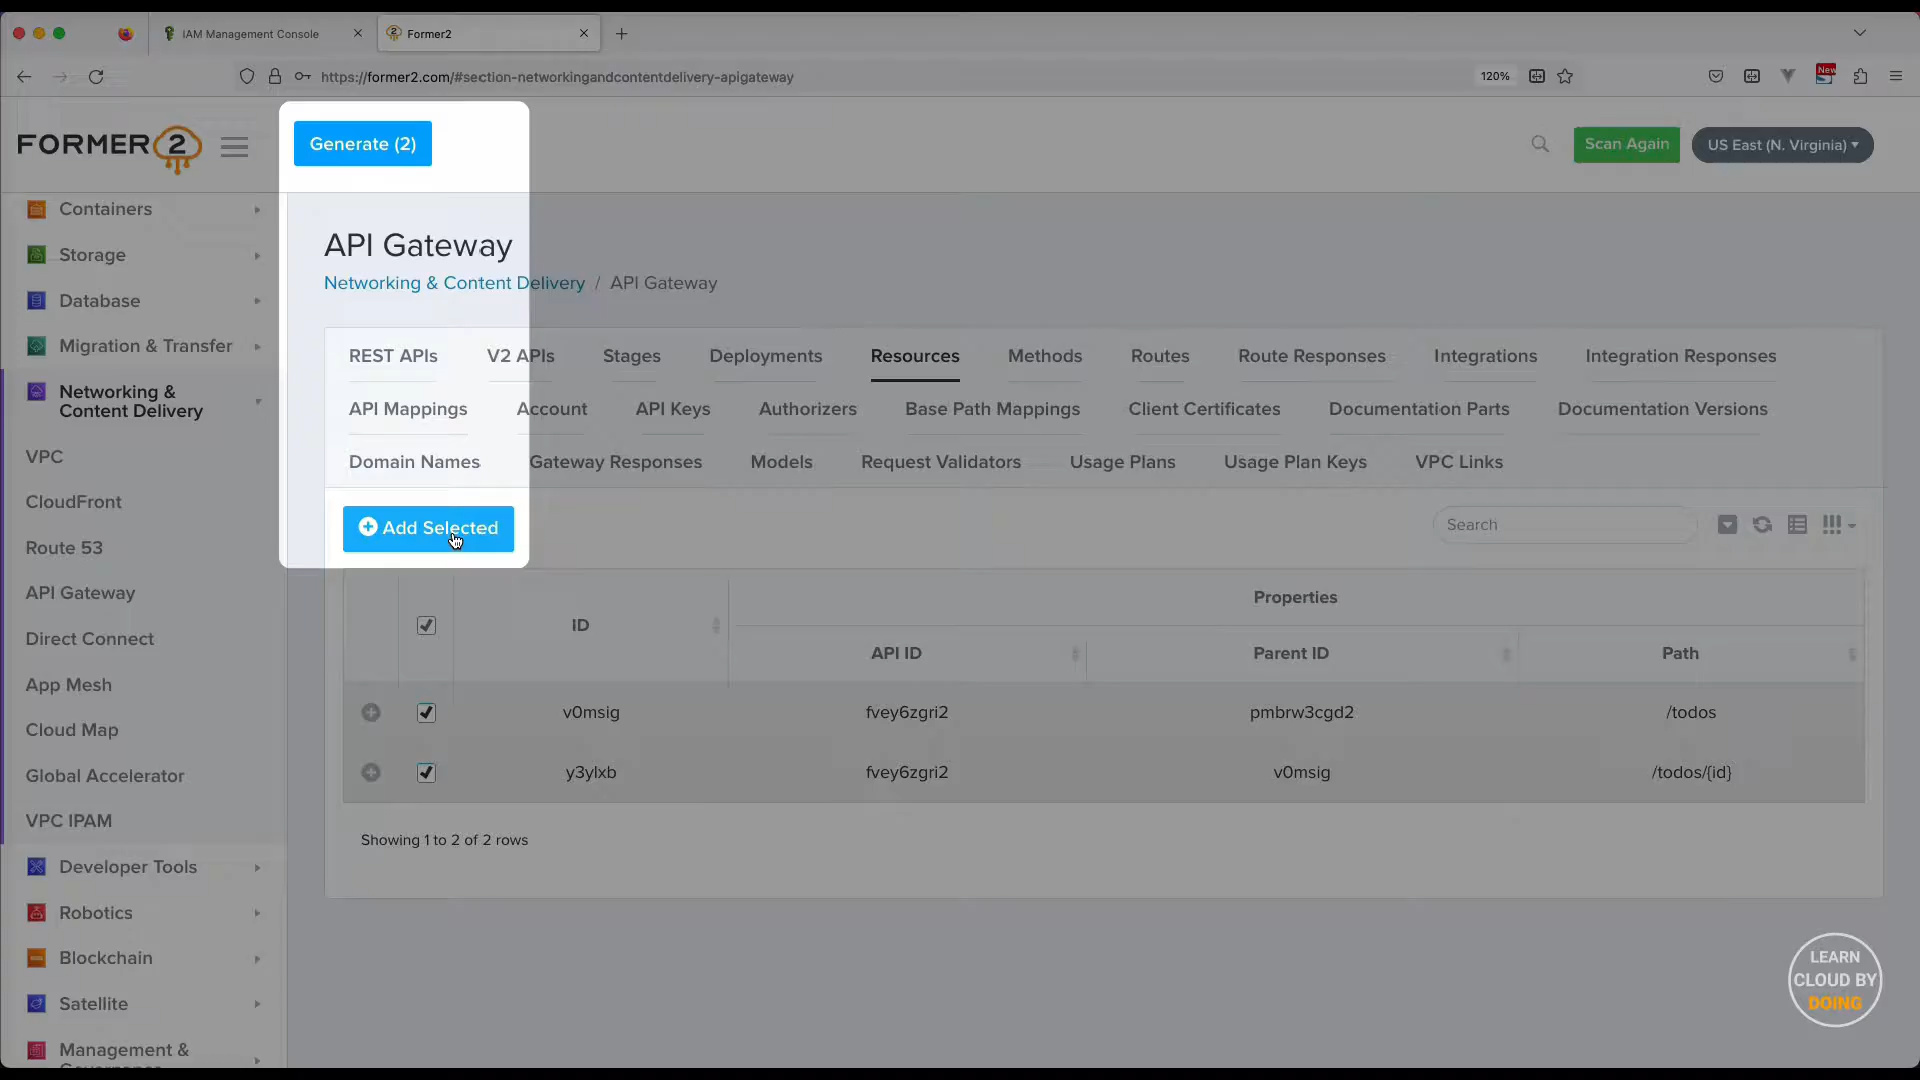 IAM Management Console
Former2
https://former2.com/#section-networkingandcontentdelivery-apigateway
120%
New
FORMER2
Generate (2)
Scan Again
US East (N. Virginia)
Containers
Storage
Database
Migration & Transfer
Networking &
Content Delivery
VPC
CloudFront
Route 53
API Gateway
Direct Connect
App Mesh
Cloud Map
Global Accelerator
VPC IPAM
Developer Tools
Robotics
Blockchain
Satellite
Management &
API Gateway
Networking & Content Delivery / API Gateway
REST APIs V2 APIs Stages Deployments Resources Methods Routes Route Responses Integrations Integration Responses
API Mappings Account API Keys Authorizers Base Path Mappings Client Certificates Documentation Parts Documentation Versions
Domain Names Gateway Responses Models Request Validators Usage Plans Usage Plan Keys VPC Links
Add Selected
Search
Properties
ID
API ID Parent ID Path
v0msig fvey6zgri2 pmbrw3cgd2 /todos
y3ylxb fvey6zgri2 v0msig /todos/{id}
Showing 1 to 2 of 2 rows
LEARN
CLOUD BY
DOING